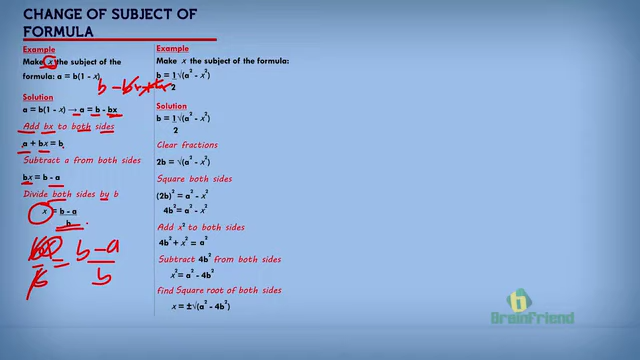 CHANGE OF SUBJECT OF
FORMULA
Example
Make x the subject of the
formula: a = b(1 - x)
b - bx
Solution
a = b(1 - x) → a = b - bx
Add bx to both sides
a + bx = b
Subtract a from both sides
bx = b - a
Divide both sides by b
x = b - a
b
b - a
b
b
Example
Make x the subject of the formula:
b = 1 √(a² - x²)
2
Solution
b = 1 √(a² - x²)
2
Clear fractions
2b = √(a² - x²)
Square both sides
(2b)² = a² - x²
4b² = a² - x²
Add x² to both sides
4b² + x² = a²
Subtract 4b² from both sides
x² = a² - 4b²
find Square root of both sides
x = ±√(a² - 4b²)
b
BrainFriend